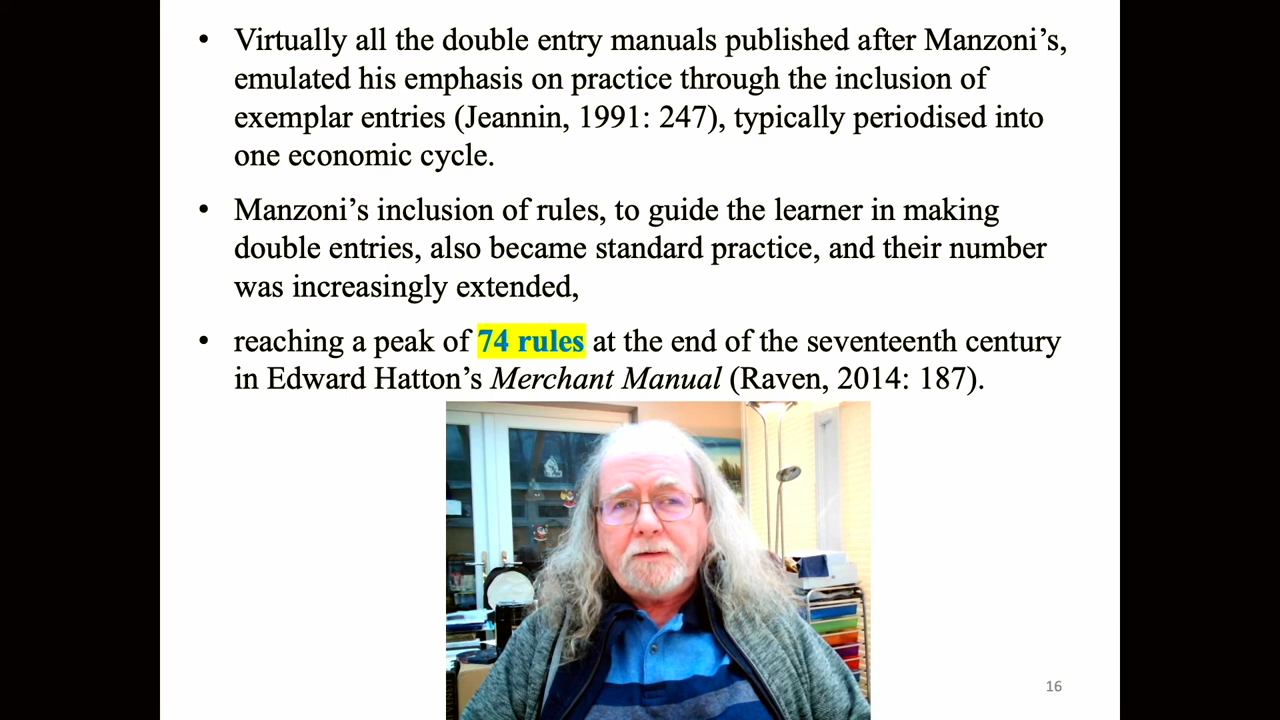 • Virtually all the double entry manuals published after Manzoni’s,
emulated his emphasis on practice through the inclusion of
exemplar entries (Jeannin, 1991: 247), typically periodised into
one economic cycle.
• Manzoni’s inclusion of rules, to guide the learner in making
double entries, also became standard practice, and their number
was increasingly extended,
• reaching a peak of 74 rules at the end of the seventeenth century
in Edward Hatton’s Merchant Manual (Raven, 2014: 187).
16